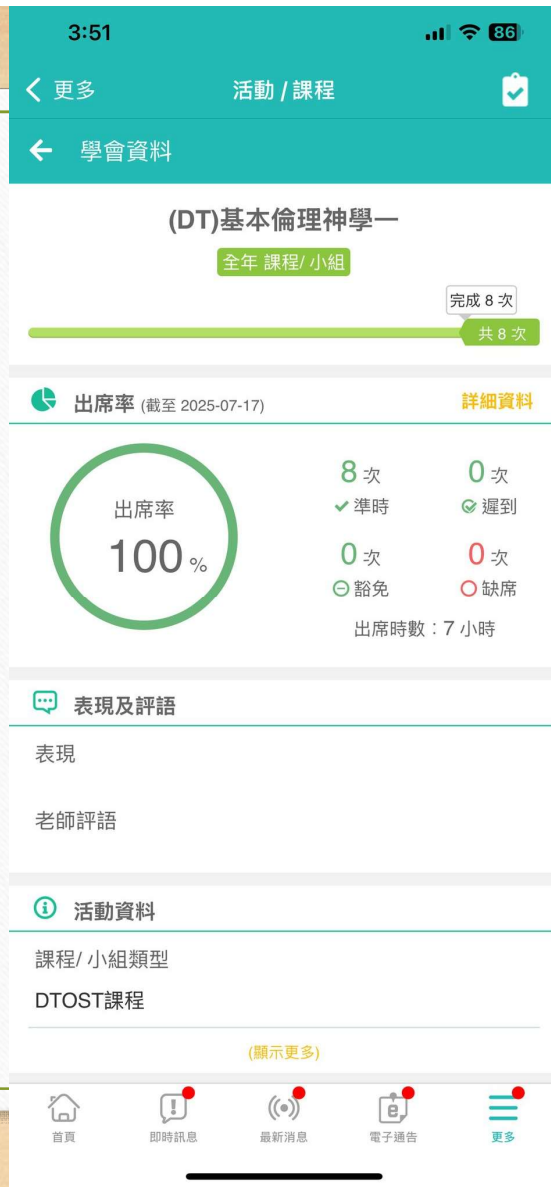 3:51
86
更多
活動 / 課程
學會資料
(DT)基本倫理神學一
全年 課程/ 小組
完成 8 次
共 8 次
出席率 (截至 2025-07-17)
詳細資料
出席率
100 %
8 次
0 次
準時
遲到
0 次
0 次
豁免
缺席
出席時數：7 小時
表現及評語
表現
老師評語
活動資料
課程/ 小組類型
DTOST課程
(顯示更多)
首頁
即時訊息
最新消息
電子通告
更多